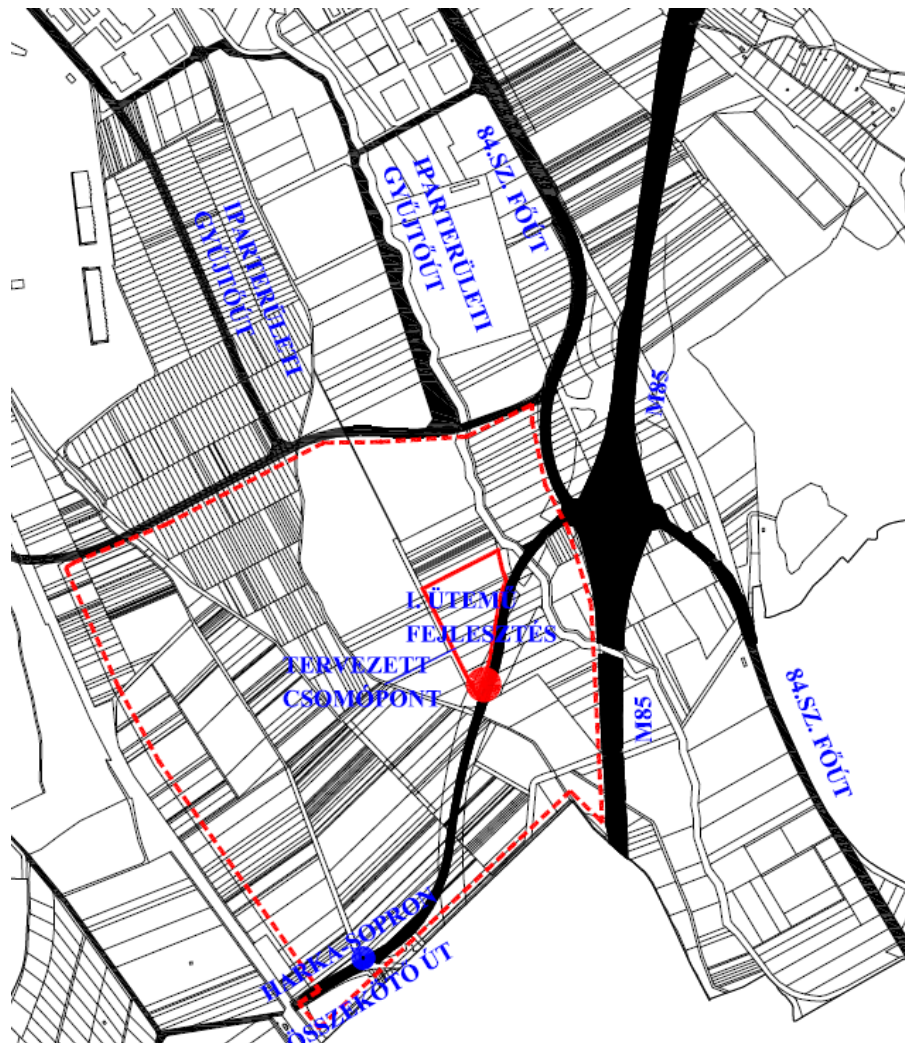 84.SZ. FŐÚT
IPARTERÜLETI
GYŰJTŐÚT
IPARTERÜLETI
GYŰJTŐÚT
M85
I. ÜTEMŰ
FEJLESZTÉS
TERVEZETT
CSOMÓPONT
M85
84.SZ. FŐÚT
HARKA-SOPRON
ÖSSZEKÖTŐ ÚT